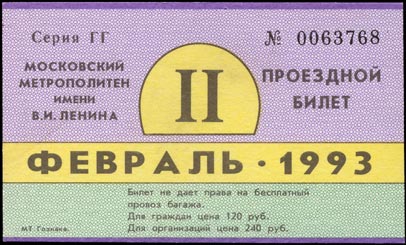 Серия ГГ
№ 0063768
МОСКОВСКИЙ
МЕТРОПОЛИТЕН
ИМЕНИ
В.И. ЛЕНИНА
II
ПРОЕЗДНОЙ
БИЛЕТ
ФЕВРАЛЬ · 1993
Билет не дает права на бесплатный
провоз багажа.
Для граждан цена 120 руб.
Для организаций цена 240 руб.
МТ Гознака.